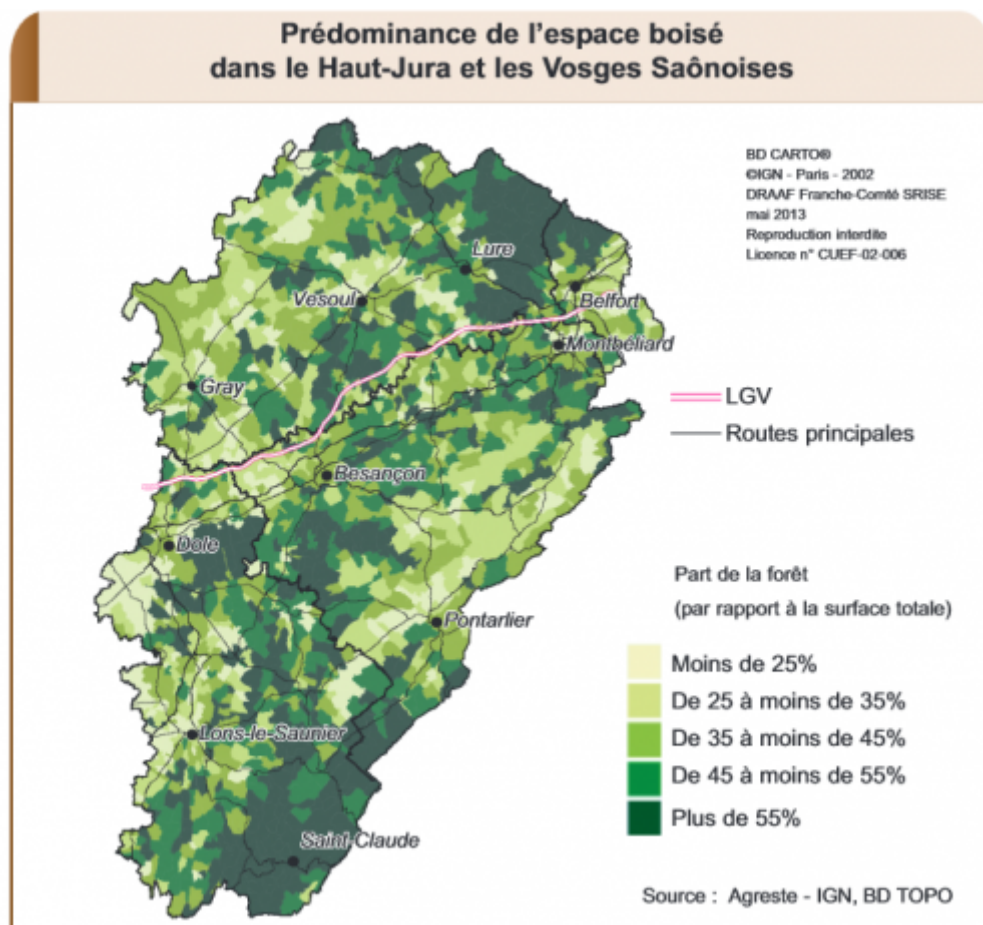 Prédominance de l'espace boisé
dans le Haut-Jura et les Vosges Saônoises
BD CARTO®
©IGN - Paris - 2002
DRAAF Franche-Comté SRISE
mai 2013
Reproduction interdite
Licence n° CUEF-02-006
Lure
Vesoul
Belfort
Montbéliard
Gray
LGV
Routes principales
Besançon
Dole
Part de la forêt
(par rapport à la surface totale)
Pontarlier
Moins de 25%
De 25 à moins de 35%
De 35 à moins de 45%
De 45 à moins de 55%
Plus de 55%
Lons-le-Saunier
Saint-Claude
Source : Agreste - IGN, BD TOPO